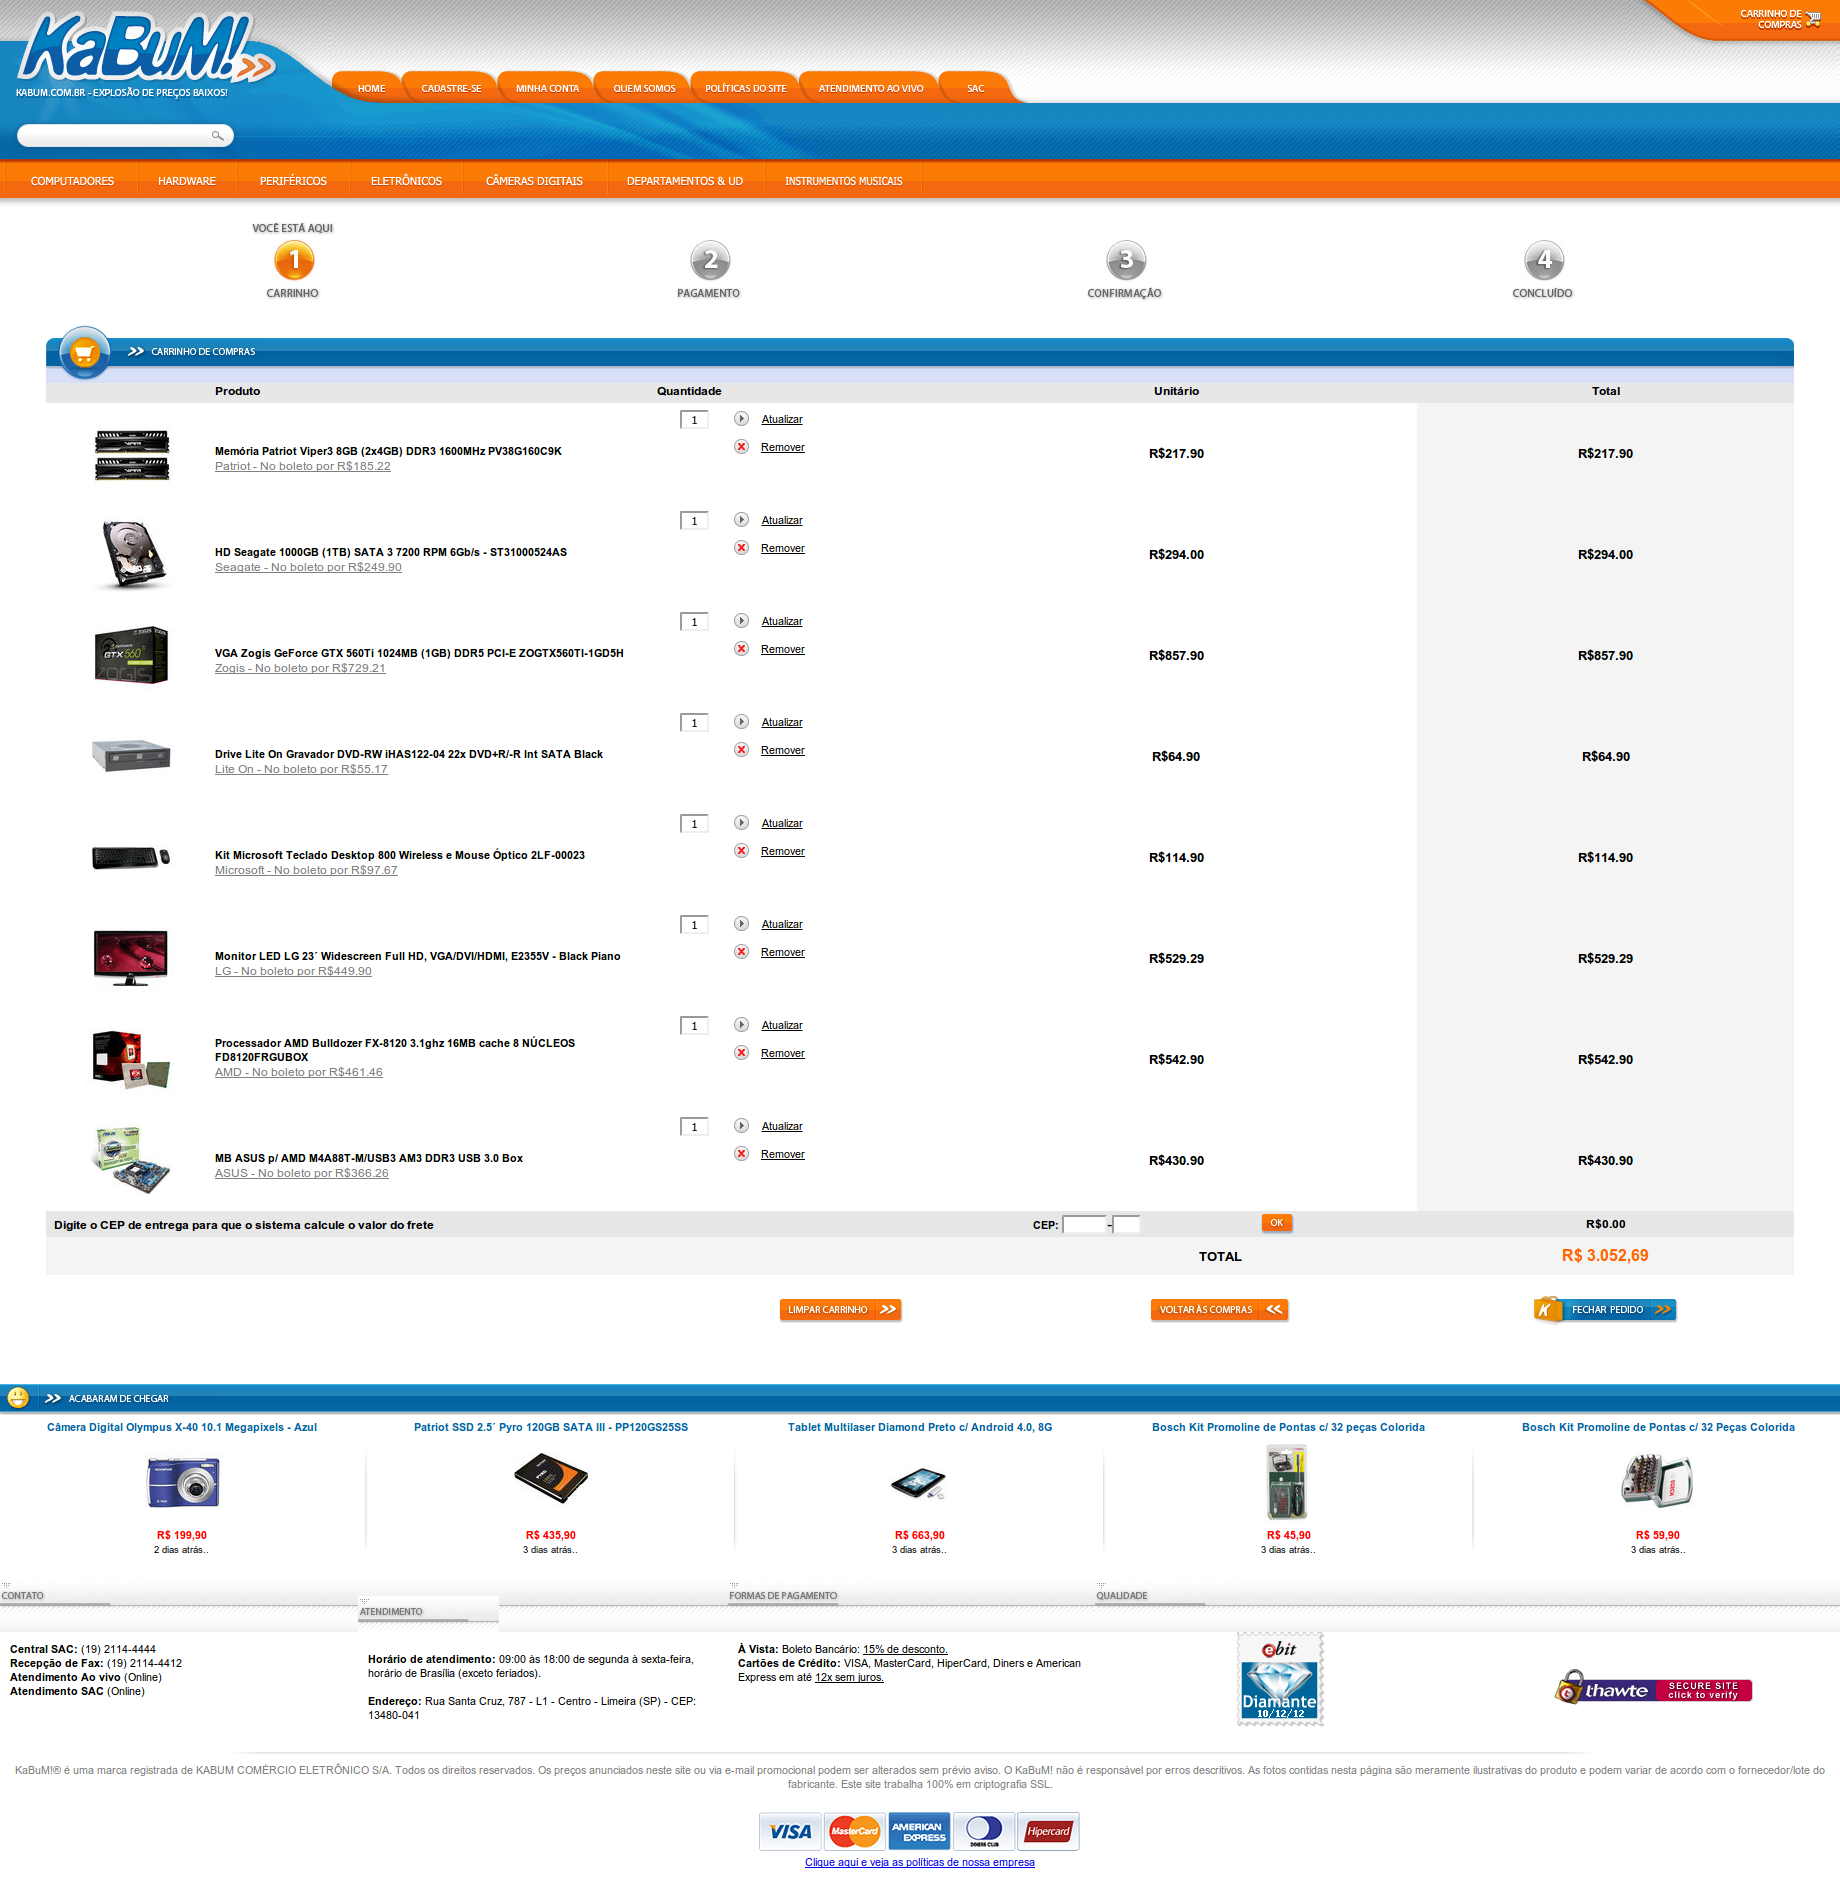 KaBuM!
CARRINHO DE
COMPRAS
KABUM.COM.BR - EXPLOSÃO DE PREÇOS BAIXOS!
HOME CADASTRE-SE MINHA CONTA QUEM SOMOS POLÍTICAS DO SITE ATENDIMENTO AO VIVO SAC
COMPUTADORES HARDWARE PERIFÉRICOS ELETRÔNICOS CÂMERAS DIGITAIS DEPARTAMENTOS & UD INSTRUMENTOS MUSICAIS
VOCÊ ESTÁ AQUI
1 2 3 4
CARRINHO PAGAMENTO CONFIRMAÇÃO CONCLUÍDO
CARRINHO DE COMPRAS
Produto Quantidade Unitário Total
1 Atualizar
Remover
Memória Patriot Viper3 8GB (2x4GB) DDR3 1600MHz PV38G160C9K R$217.90 R$217.90
Patriot - No boleto por R$185.22
1 Atualizar
Remover
HD Seagate 1000GB (1TB) SATA 3 7200 RPM 6Gb/s - ST31000524AS R$294.00 R$294.00
Seagate - No boleto por R$249.90
1 Atualizar
Remover
VGA Zogis GeForce GTX 560Ti 1024MB (1GB) DDR5 PCI-E ZOGTX560TI-1GD5H R$857.90 R$857.90
Zogis - No boleto por R$729.21
1 Atualizar
Remover
Drive Lite On Gravador DVD-RW iHAS122-04 22x DVD+R/-R Int SATA Black R$64.90 R$64.90
Lite On - No boleto por R$55.17
1 Atualizar
Remover
Kit Microsoft Teclado Desktop 800 Wireless e Mouse Óptico 2LF-00023 R$114.90 R$114.90
Microsoft - No boleto por R$97.67
1 Atualizar
Remover
Monitor LED LG 23´ Widescreen Full HD, VGA/DVI/HDMI, E2355V - Black Piano R$529.29 R$529.29
LG - No boleto por R$449.90
1 Atualizar
Remover
Processador AMD Bulldozer FX-8120 3.1ghz 16MB cache 8 NÚCLEOS
FD8120FRGUBOX R$542.90 R$542.90
AMD - No boleto por R$461.46
1 Atualizar
Remover
MB ASUS p/ AMD M4A88T-M/USB3 AM3 DDR3 USB 3.0 Box R$430.90 R$430.90
ASUS - No boleto por R$366.26
Digite o CEP de entrega para que o sistema calcule o valor do frete CEP: - OK R$0.00
TOTAL R$ 3.052,69
LIMPAR CARRINHO VOLTAR ÀS COMPRAS FECHAR PEDIDO
ACABARAM DE CHEGAR
Câmera Digital Olympus X-40 10.1 Megapixels - Azul Patriot SSD 2.5´ Pyro 120GB SATA III - PP120GS25SS Tablet Multilaser Diamond Preto c/ Android 4.0, 8G Bosch Kit Promoline de Pontas c/ 32 peças Colorida Bosch Kit Promoline de Pontas c/ 32 Peças Colorida
R$ 199,90 R$ 435,90 R$ 663,90 R$ 45,90 R$ 59,90
2 dias atrás.. 3 dias atrás.. 3 dias atrás.. 3 dias atrás.. 3 dias atrás..
CONTATO
Central SAC: (19) 2114-4444
Recepção de Fax: (19) 2114-4412
Atendimento Ao vivo (Online)
Atendimento SAC (Online)
ATENDIMENTO
Horário de atendimento: 09:00 às 18:00 de segunda à sexta-feira,
horário de Brasília (exceto feriados).
Endereço: Rua Santa Cruz, 787 - L1 - Centro - Limeira (SP) - CEP:
13480-041
FORMAS DE PAGAMENTO
À Vista: Boleto Bancário: 15% de desconto.
Cartões de Crédito: VISA, MasterCard, HiperCard, Diners e American
Express em até 12x sem juros.
QUALIDADE
ebit
Diamante
10/12/12
thawte SECURE SITE
click to verify
KaBuM!® é uma marca registrada de KABUM COMÉRCIO ELETRÔNICO S/A. Todos os direitos reservados. Os preços anunciados neste site ou via e-mail promocional podem ser alterados sem prévio aviso. O KaBuM! não é responsável por erros descritivos. As fotos contidas nesta página são meramente ilustrativas do produto e podem variar de acordo com o fornecedor/lote do
fabricante. Este site trabalha 100% em criptografia SSL.
VISA MasterCard AMERICAN EXPRESS DINERS CLUB Hipercard
Clique aqui e veja as políticas de nossa empresa